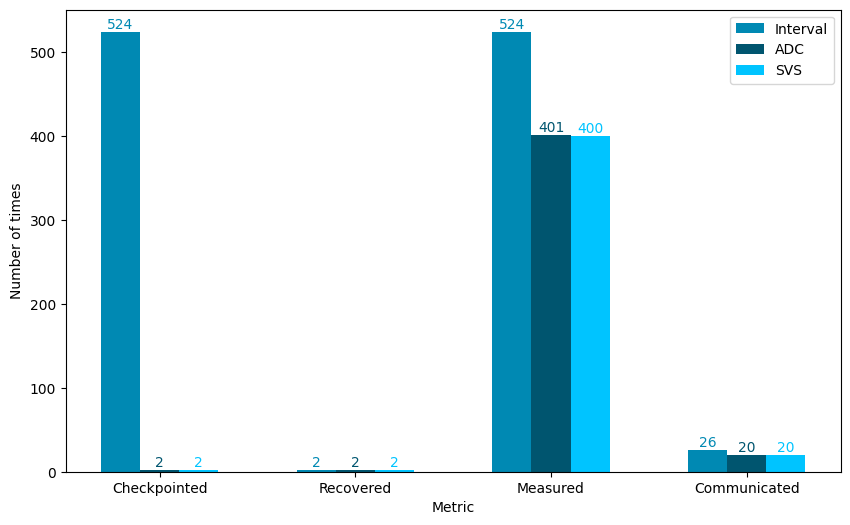 524
524
Interval
ADC
SVS
500
401
400
400
Number of times
300
200
100
2
2
2
2
2
26
20
20
0
Checkpointed
Recovered
Measured
Communicated
Metric